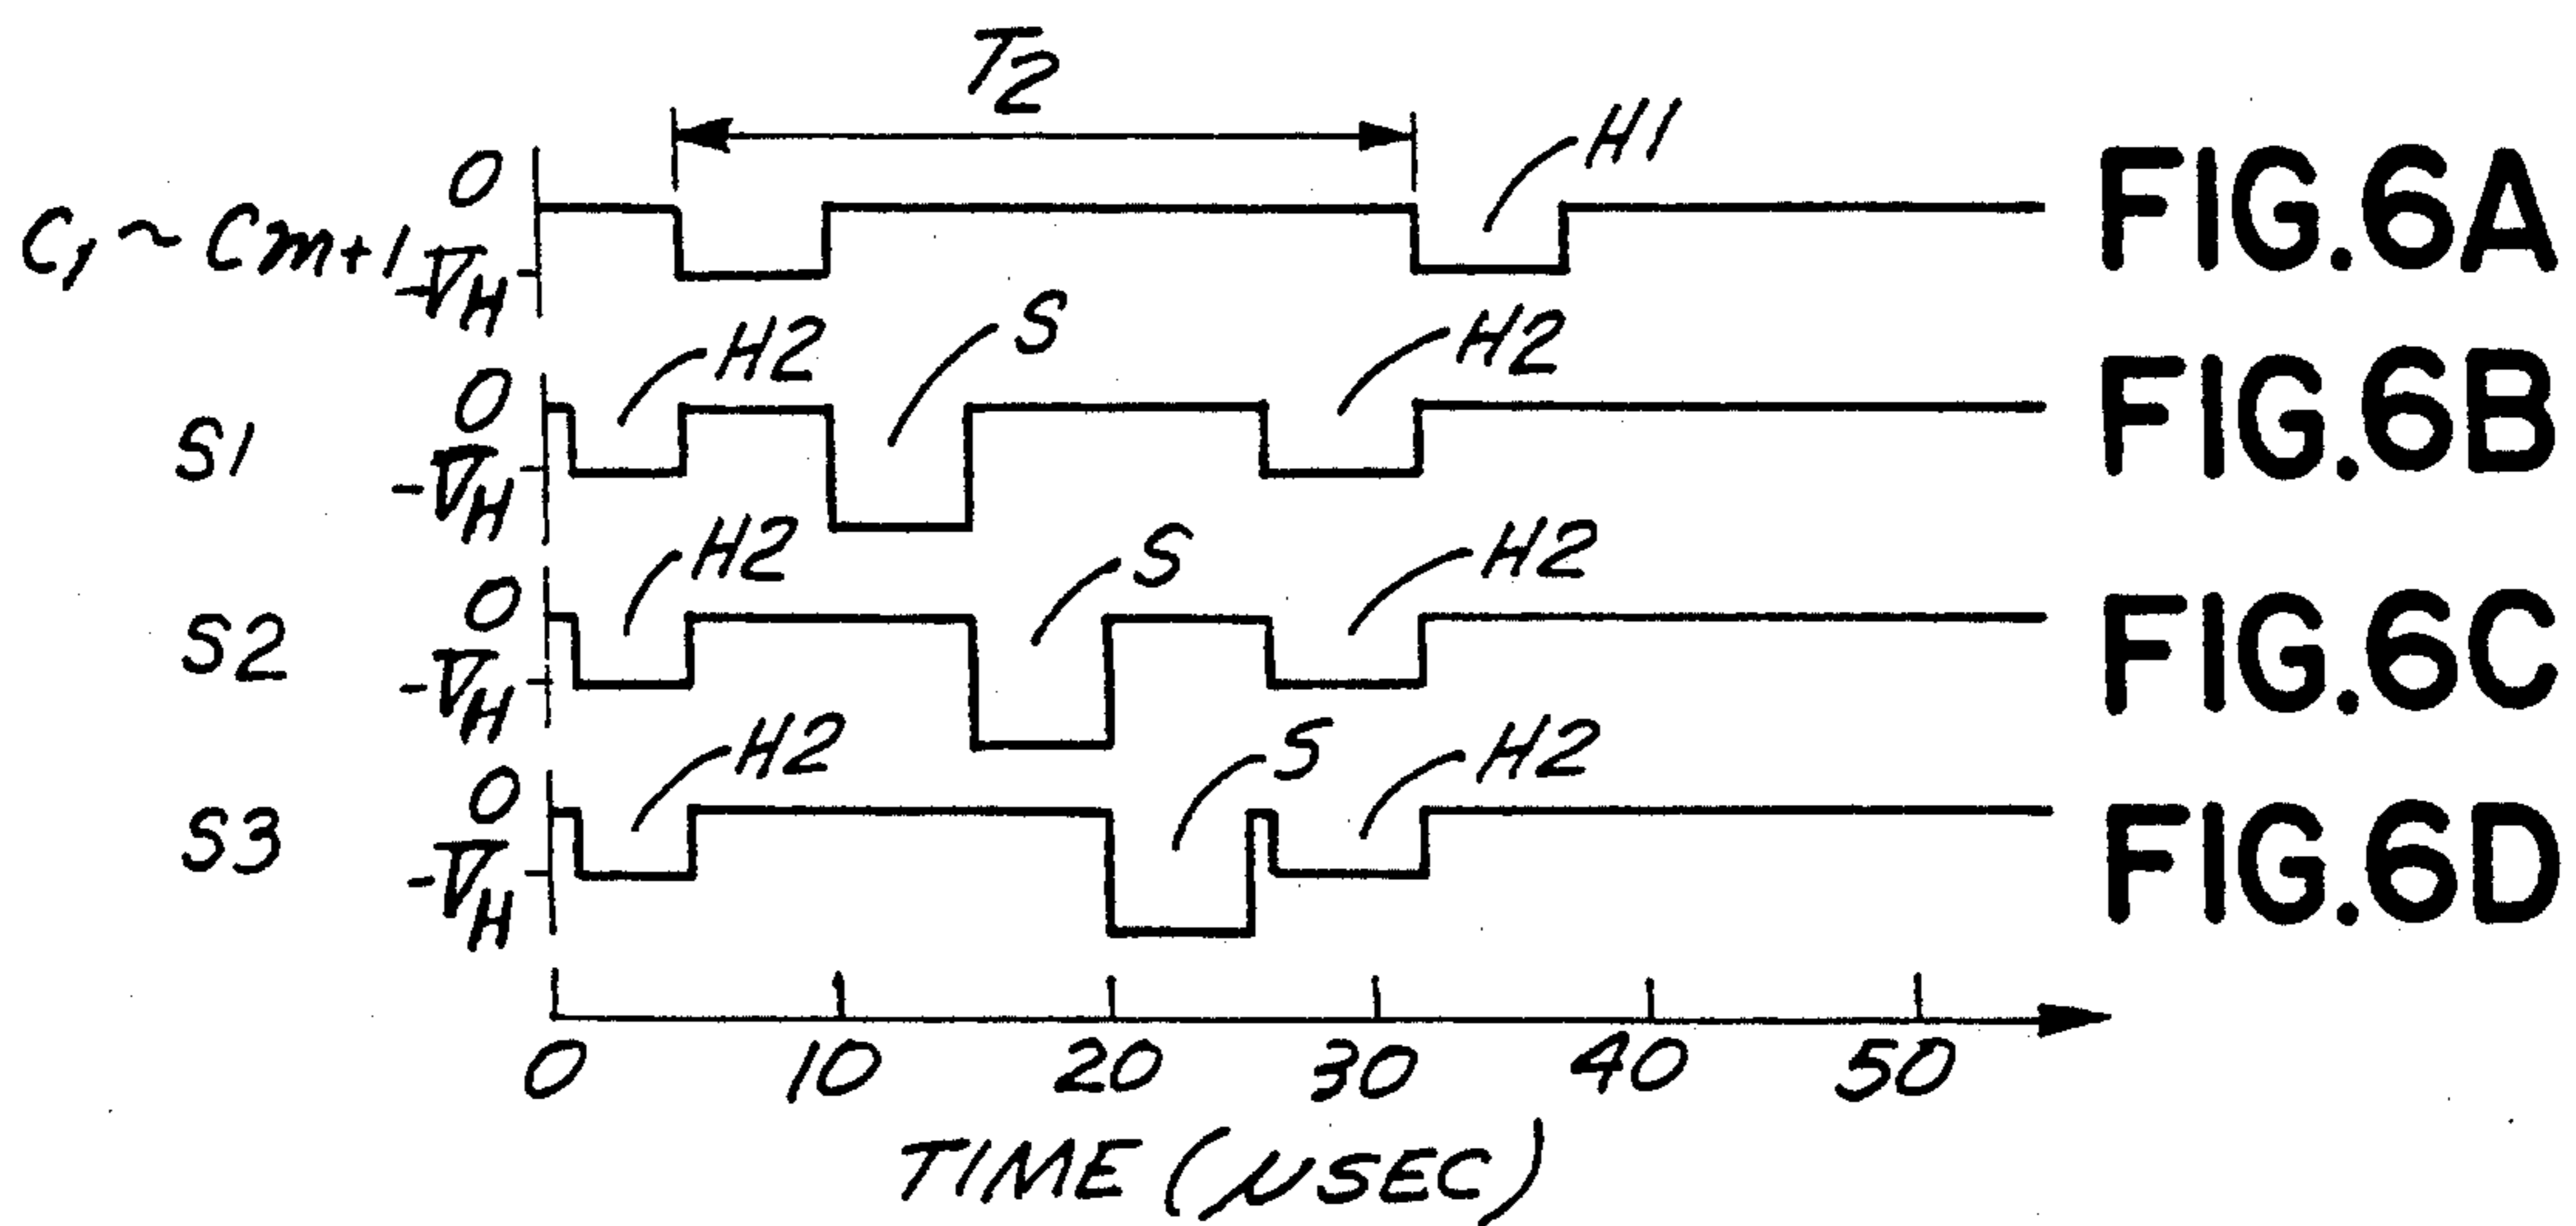 T2
H1
0
C1 ~ Cm+1
-VH
FIG.6A
H2
S
H2
0
S1
-VH
FIG.6B
H2
S
H2
0
S2
-VH
FIG.6C
H2
S
H2
0
S3
-VH
FIG.6D
0 10 20 30 40 50
TIME (μSEC)